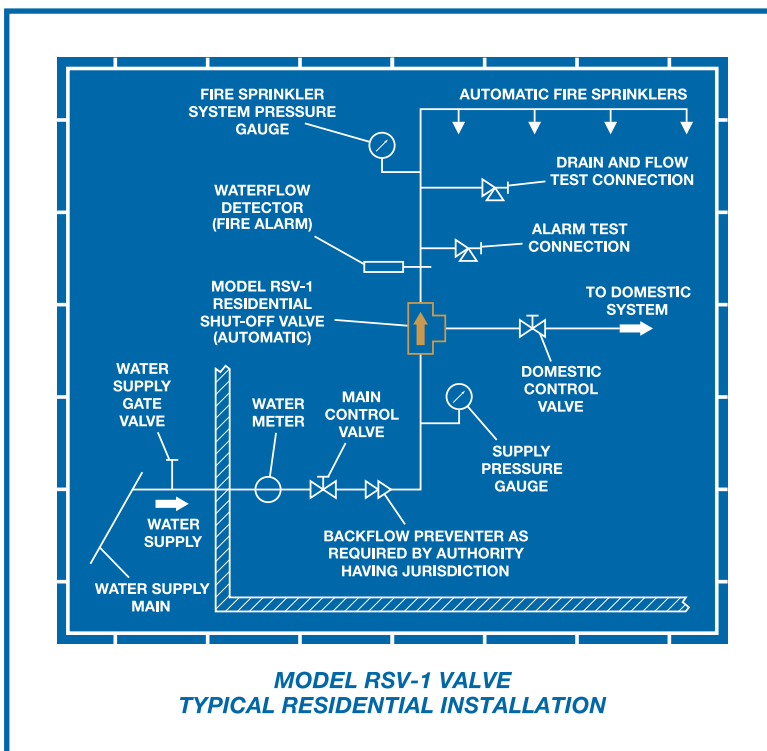 FIRE SPRINKLER
SYSTEM PRESSURE
GAUGE
AUTOMATIC FIRE SPRINKLERS
DRAIN AND FLOW
TEST CONNECTION
WATERFLOW
DETECTOR
(FIRE ALARM)
ALARM TEST
CONNECTION
MODEL RSV-1
RESIDENTIAL
SHUT-OFF VALVE
(AUTOMATIC)
TO DOMESTIC
SYSTEM
WATER
SUPPLY
GATE
VALVE
WATER
METER
MAIN
CONTROL
VALVE
DOMESTIC
CONTROL
VALVE
SUPPLY
PRESSURE
GAUGE
WATER
SUPPLY
BACKFLOW PREVENTER AS
REQUIRED BY AUTHORITY
HAVING JURISDICTION
WATER SUPPLY
MAIN
MODEL RSV-1 VALVE
TYPICAL RESIDENTIAL INSTALLATION